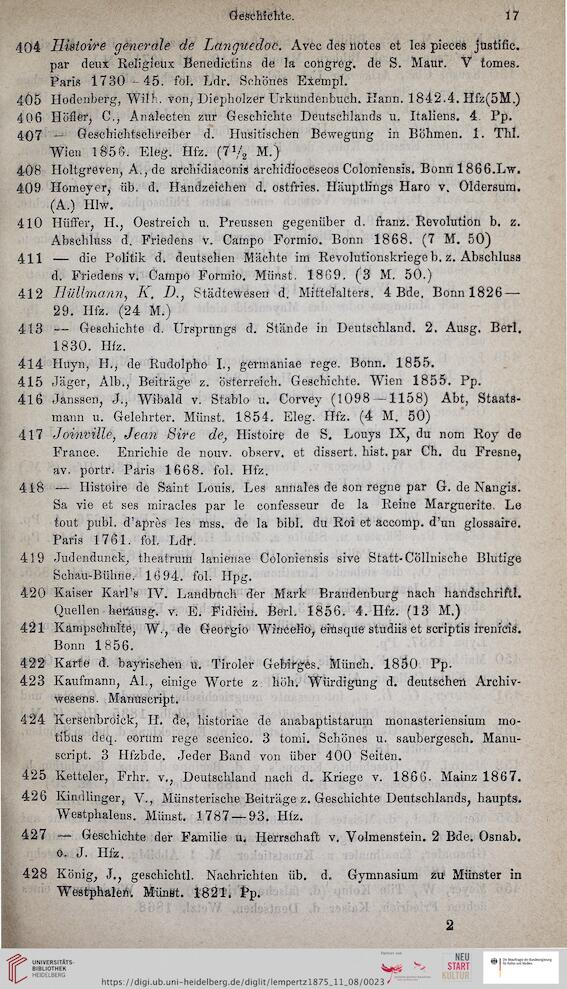 Geschichte. 17
404 Histoire générale de Languedoc. Avec des notes et les pieces justific.
par deux Religieux Benedictins de la congreg. de S. Maur. V tomes.
Paris 1730 - 45. fol. Ldr. Schönes Exempl.
405 Hodenberg, Wilh. von, Diepholzer Urkundenbuch. Hann. 1842. 4. Hfz (5 M.)
406 Höfler, C., Analecten zur Geschichte Deutschlands u. Italiens. 4. Pp.
407 — Geschichtschreiber d. Husitischen Bewegung in Böhmen. 1. Thl.
Wien 1856. Eleg. Hfz. (7½ M.)
408 Holtgreven, A., de archidiaconis archidioceseos Coloniensis. Bonn 1866. Lw.
409 Homeyer, üb. d. Handzeichen d. ostfries. Häuptlings Haro v. Oldersum.
(A.) Hlw.
410 Hüffer, H., Oestreich u. Preussen gegenüber d. franz. Revolution b. z.
Abschluss d. Friedens v. Campo Formio. Bonn 1868. (7 M. 50)
411 — die Politik d. deutschen Mächte im Revolutionskriege b. z. Abschluss
d. Friedens v. Campo Formio. Münst. 1869. (3 M. 50.)
412 Hüllmann, K. D., Städtewesen d. Mittelalters. 4 Bde. Bonn 1826 —
29. Hfz. (24 M.)
413 — Geschichte d. Ursprungs d. Stände in Deutschland. 2. Ausg. Berl.
1830. Hfz.
414 Huyn, H., de Rudolpho I., germaniae rege. Bonn. 1855.
415 Jäger, Alb., Beiträge z. österreich. Geschichte. Wien 1855. Pp.
416 Janssen, J., Wibald v. Stablo u. Corvey (1098 — 1158) Abt, Staats-
mann u. Gelehrter. Münst. 1854. Eleg. Hfz. (4 M. 50)
417 Joinville, Jean Sire de, Histoire de S. Louys IX, du nom Roy de
France. Enrichie de nouv. observ. et dissert. hist. par Ch. du Fresne,
av. portr. Paris 1668. fol. Hfz.
418 — Histoire de Saint Louis. Les annales de son regne par G. de Nangis.
Sa vie et ses miracles par le confesseur de la Reine Marguerite. Le
tout publ. d'après les mss. de la bibl. du Roi et accomp. d'un glossaire.
Paris 1761. fol. Ldr.
419 Judendunck, theatrum lanienae Coloniensis sive Statt-Cöllnische Blutige
Schau-Bühne. 1694. fol. Hpg.
420 Kaiser Karl's IV. Landbuch der Mark Brandenburg nach handschriftl.
Quellen herausg. v. E. Fidicin. Berl. 1856. 4. Hfz. (13 M.)
421 Kampschulte, W., de Georgio Wincelio, eiusque studiis et scriptis irenicis.
Bonn 1856.
422 Karte d. bayrischen u. Tiroler Gebirges. Münch. 1850 Pp.
423 Kaufmann, Al., einige Worte z höh. Würdigung d. deutschen Archiv-
wesens. Manuscript.
424 Kersenbroick, H. de, historiae de anabaptistarum monasteriensium mo-
tibus deq. eorum rege scenico. 3 tomi. Schönes u. saubergesch. Manu-
script. 3 Hfzbde. Jeder Band von über 400 Seiten.
425 Ketteler, Frhr. v., Deutschland nach d. Kriege v. 1866. Mainz 1867.
426 Kindlinger, V., Münsterische Beiträge z. Geschichte Deutschlands, haupts.
Westphalens. Münst. 1787 — 93. Hfz.
427 — Geschichte der Familie u. Herrschaft v. Volmenstein. 2 Bde. Osnab.
o. J. Hfz.
428 König, J., geschichtl. Nachrichten üb. d. Gymnasium zu Münster in
Westphalen. Münst. 1821. Pp.
2
UNIVERSITÄTS-
BIBLIOTHEK
HEIDELBERG
https://digi.ub.uni-heidelberg.de/diglit/lempertz1875_11_08/0023
NEU
START
KULTUR